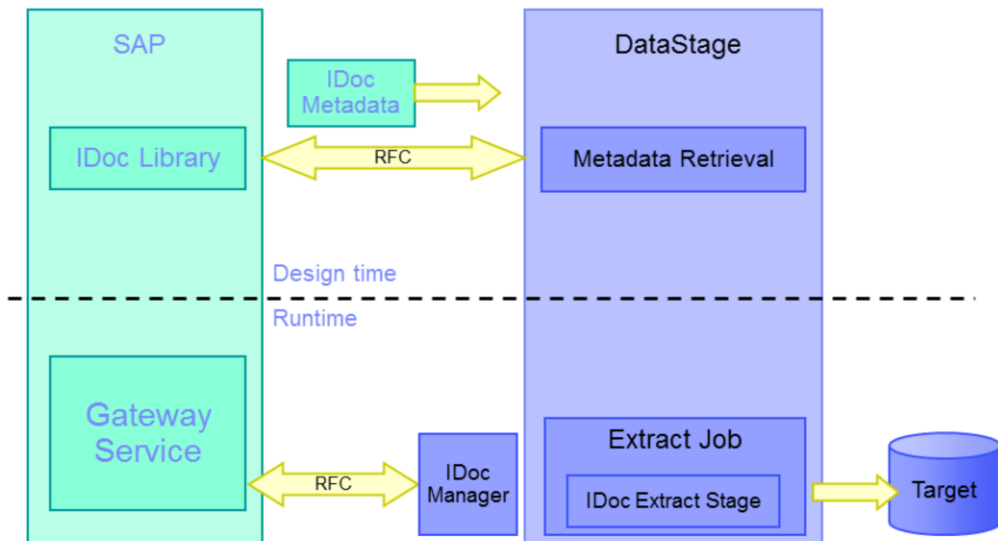 SAP
DataStage
IDoc
Metadata
IDoc Library
RFC
Metadata Retrieval
Design time
Runtime
Gateway
Service
RFC
IDoc
Manager
Extract Job
IDoc Extract Stage
Target